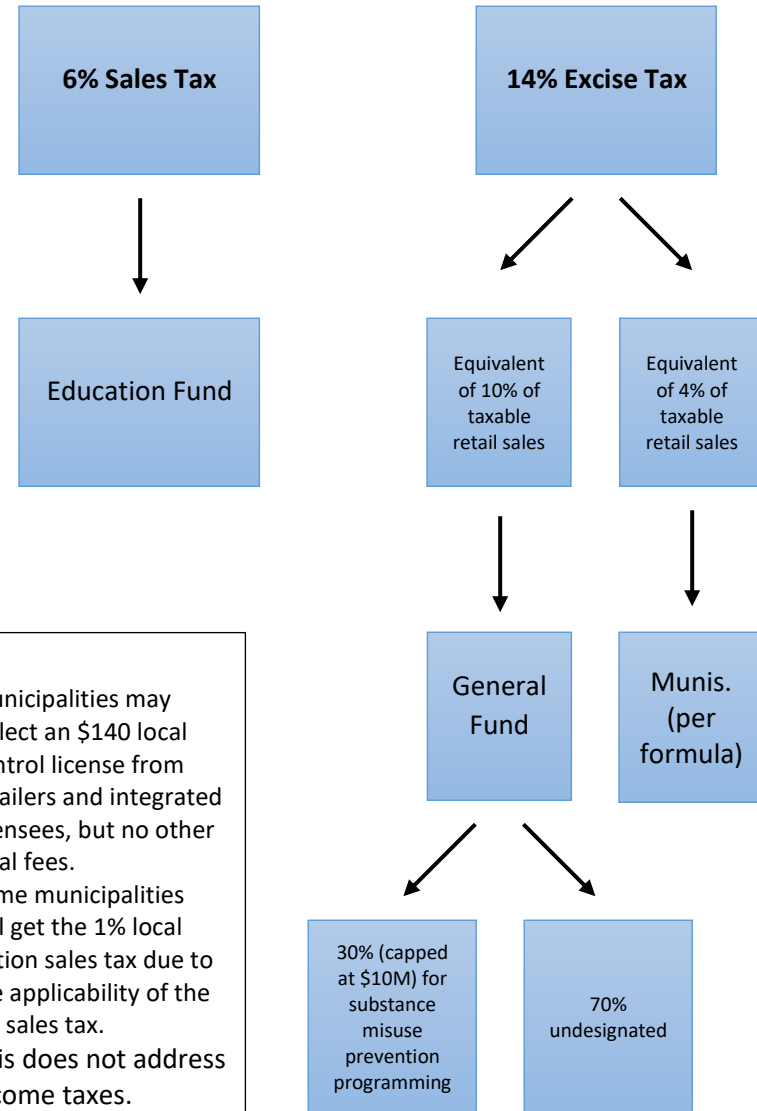 6% Sales Tax
14% Excise Tax
Education Fund
Equivalent
of 10% of
taxable
retail sales
Equivalent
of 4% of
taxable
retail sales
General
Fund
Munis.
(per
formula)
unicipalities may
lect an $140 local
ntrol license from
ailers and integrated
ensees, but no other
al fees.
me municipalities
l get the 1% local
tion sales tax due to
e applicability of the
sales tax.
is does not address
come taxes.
30% (capped
at $10M) for
substance
misuse
prevention
programming
70%
undesignated